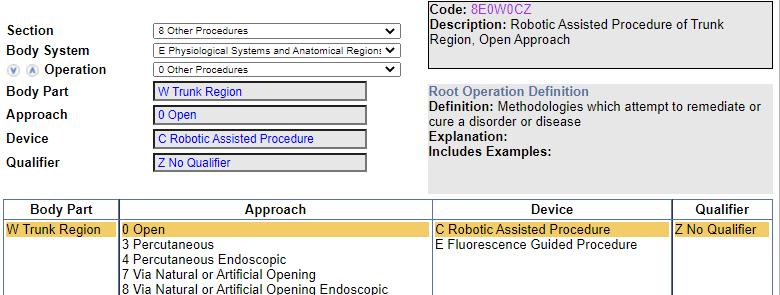 Section 8 Other Procedures
Body System E Physiological Systems and Anatomical Regions
Operation 0 Other Procedures
Body Part W Trunk Region
Approach 0 Open
Device C Robotic Assisted Procedure
Qualifier Z No Qualifier
Code: 8E0W0CZ
Description: Robotic Assisted Procedure of Trunk
Region, Open Approach
Root Operation Definition
Definition: Methodologies which attempt to remediate or
cure a disorder or disease
Explanation:
Includes Examples:
Body Part Approach Device Qualifier
W Trunk Region 0 Open C Robotic Assisted Procedure Z No Qualifier
3 Percutaneous E Fluorescence Guided Procedure
4 Percutaneous Endoscopic
7 Via Natural or Artificial Opening
8 Via Natural or Artificial Opening Endoscopic